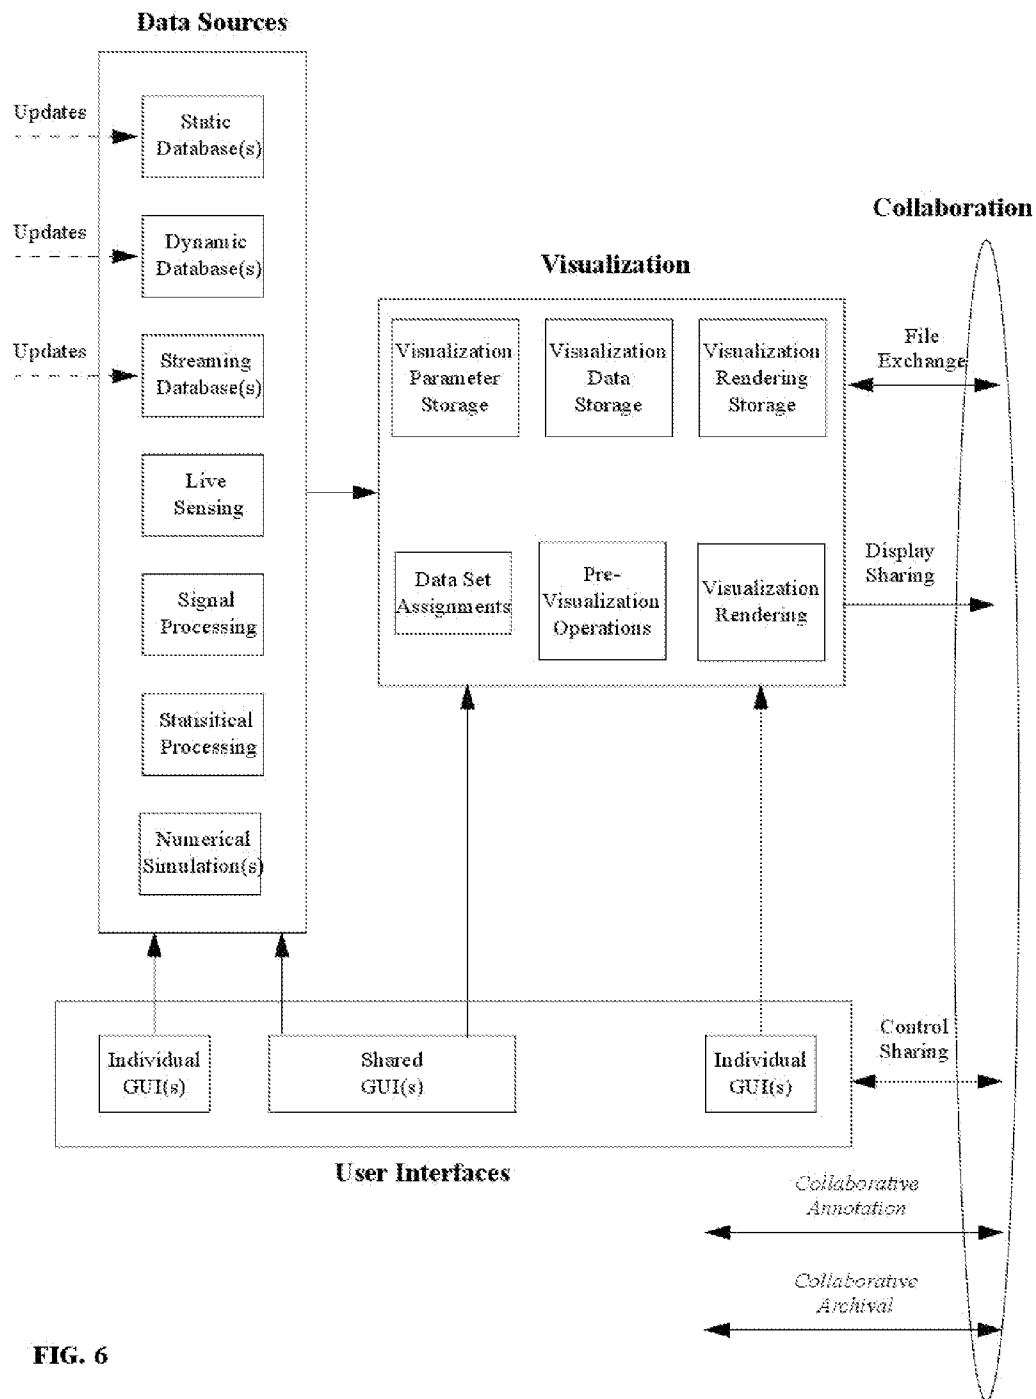 Data Sources
Updates
Static
Database(s)
Updates
Dynamic
Database(s)
Updates
Streaming
Database(s)
Live
Sensing
Signal
Processing
Statisitical
Processing
Numerical
Simulation(s)
Visualization
Visualization
Parameter
Storage
Visualization
Data
Storage
Visualization
Rendering
Storage
Data Set
Assignments
Pre-
Visualization
Operations
Visualization
Rendering
Collaboration
File
Exchange
Display
Sharing
Individual
GUI(s)
Shared
GUI(s)
Individual
GUI(s)
Control
Sharing
User Interfaces
Collaborative
Annotation
Collaborative
Archival
FIG. 6